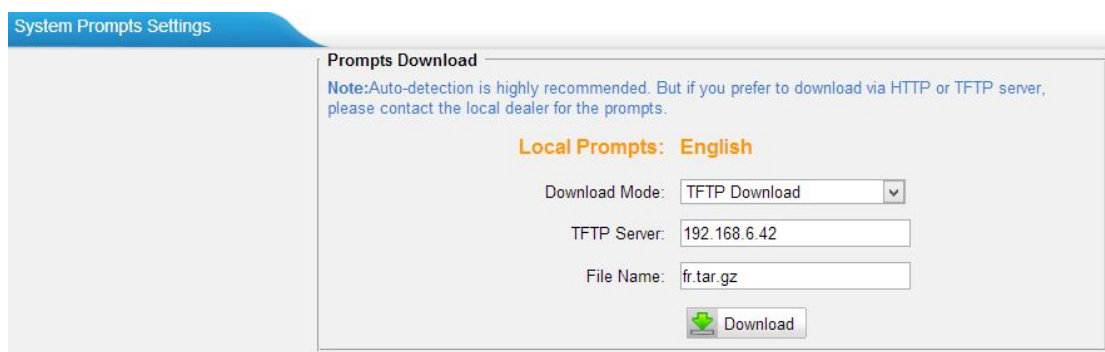 System Prompts Settings
Prompts Download
Note:Auto-detection is highly recommended. But if you prefer to download via HTTP or TFTP server,
please contact the local dealer for the prompts.
Local Prompts: English
Download Mode: TFTP Download
TFTP Server: 192.168.6.42
File Name: fr.tar.gz
Download